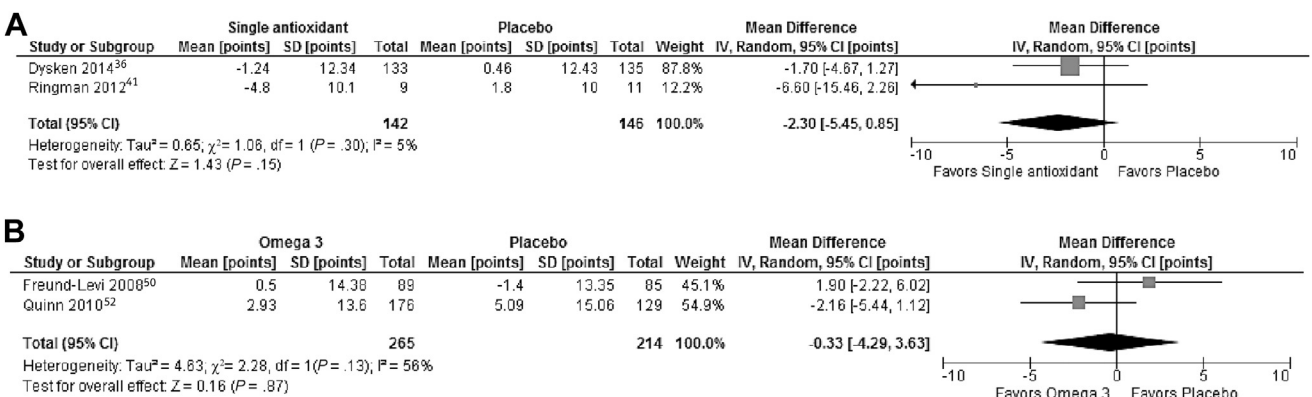 A
Single antioxidant Placebo Mean Difference Mean Difference
Study or Subgroup Mean [points] SD [points] Total Mean [points] SD [points] Total Weight IV, Random, 95% CI [points] IV, Random, 95% CI [points]
Dysken 2014³⁶ -1.24 12.34 133 0.46 12.43 135 87.8% -1.70 [-4.67, 1.27]
Ringman 2012⁴¹ -4.8 10.1 9 1.8 10 11 12.2% -6.60 [-15.46, 2.26]
Total (95% CI) 142 146 100.0% -2.30 [-5.45, 0.85]
Heterogeneity: Tau² = 0.65; χ²= 1.06, df = 1 (P = .30); I² = 5%
Test for overall effect: Z = 1.43 (P = .15)
-10 -5 0 5 10
Favors Single antioxidant Favors Placebo
B
Omega 3 Placebo Mean Difference Mean Difference
Study or Subgroup Mean [points] SD [points] Total Mean [points] SD [points] Total Weight IV, Random, 95% CI [points] IV, Random, 95% CI [points]
Freund-Levi 2008⁵⁰ 0.5 14.38 89 -1.4 13.35 85 45.1% 1.90 [-2.22, 6.02]
Quinn 2010⁵² 2.93 13.6 176 5.09 15.06 129 54.9% -2.16 [-5.44, 1.12]
Total (95% CI) 265 214 100.0% -0.33 [-4.29, 3.63]
Heterogeneity: Tau² = 4.63; χ²= 2.28, df = 1(P = .13); I² = 56%
Test for overall effect: Z = 0.16 (P = .87)
-10 -5 0 5 10
Favors Omega 3 Favors Placebo